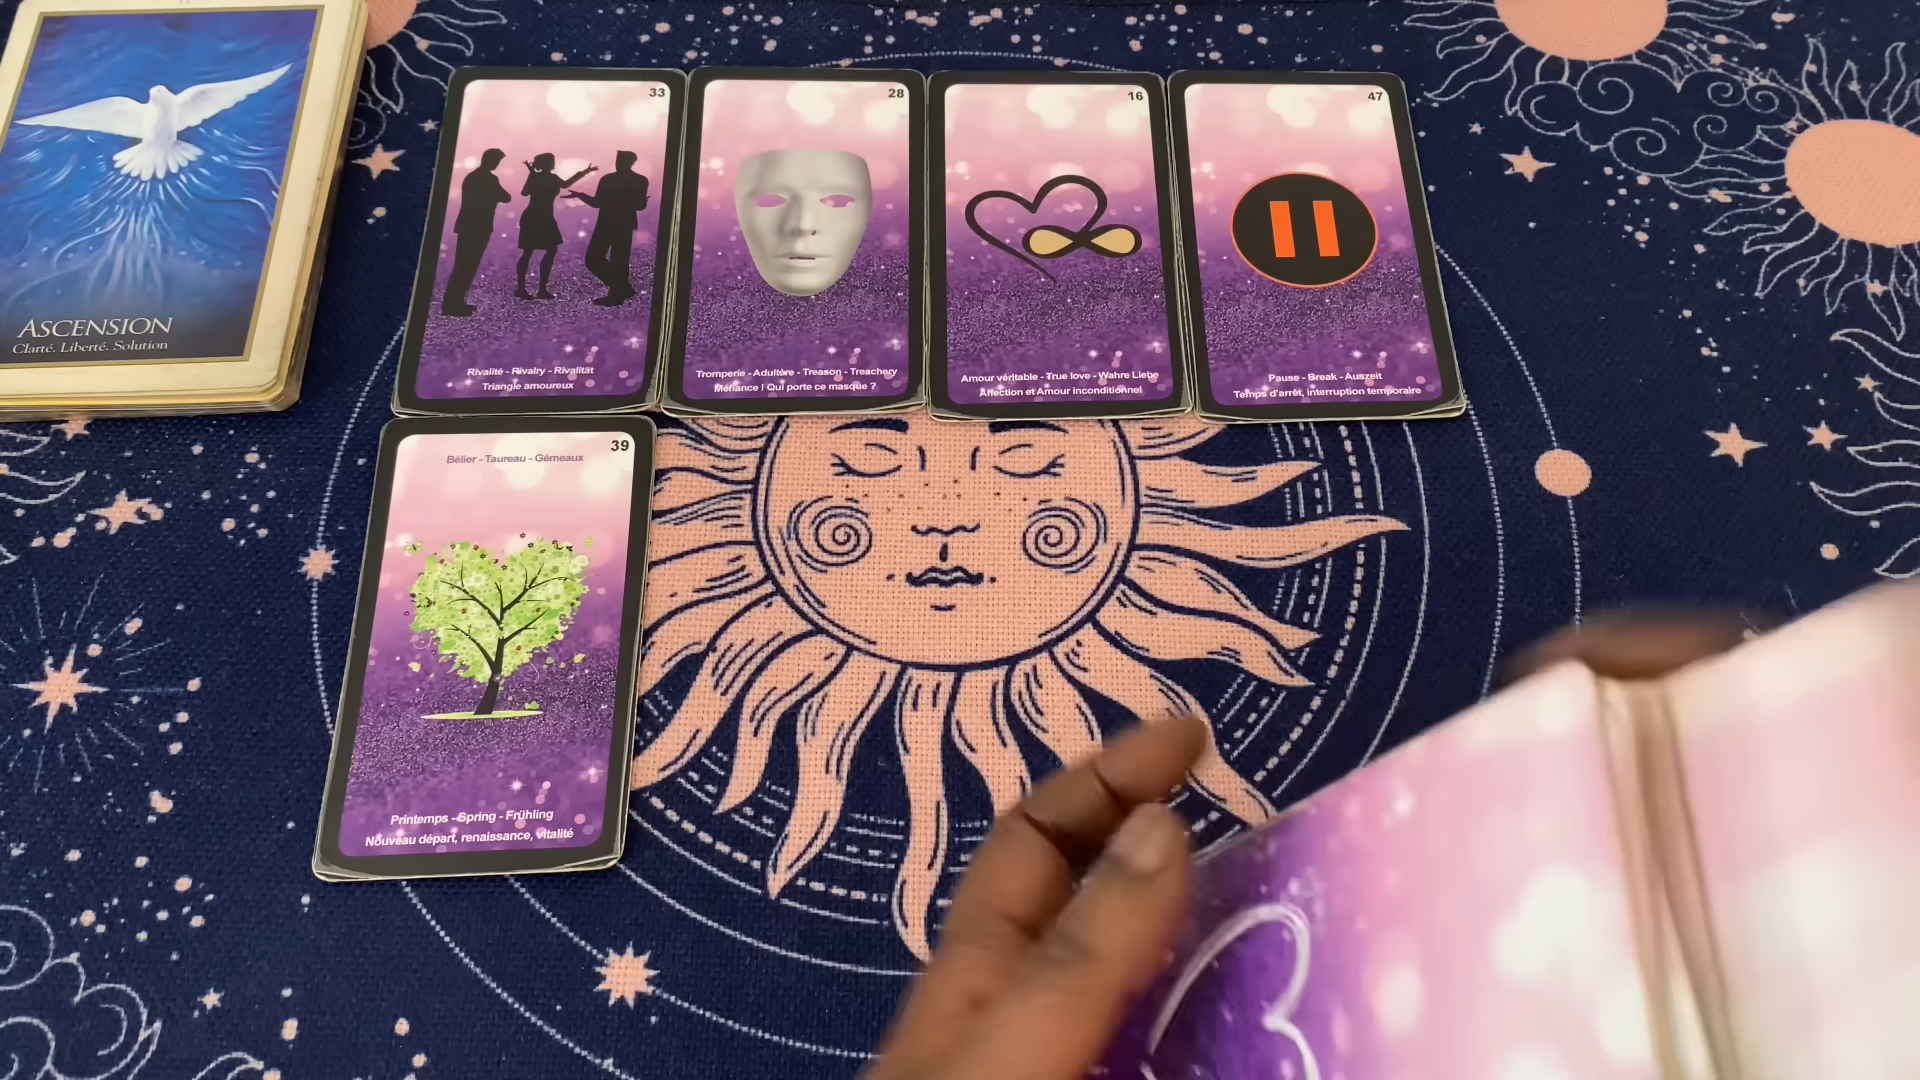 ASCENSION
Clarté. Liberté. Solution
33
Rivalité - Rivalry - Rivalität
Triangle amoureux
28
Tromperie - Adultère - Treason - Treachery
Méfiance ! Qui porte ce masque ?
16
Amour véritable - True love - Wahre Liebe
Affection et Amour inconditionnel
47
Pause - Break - Auszeit
Temps d'arrêt, interruption temporaire
39
Bélier - Taureau - Gémeaux
Printemps - Spring - Frühling
Nouveau départ, renaissance, vitalité